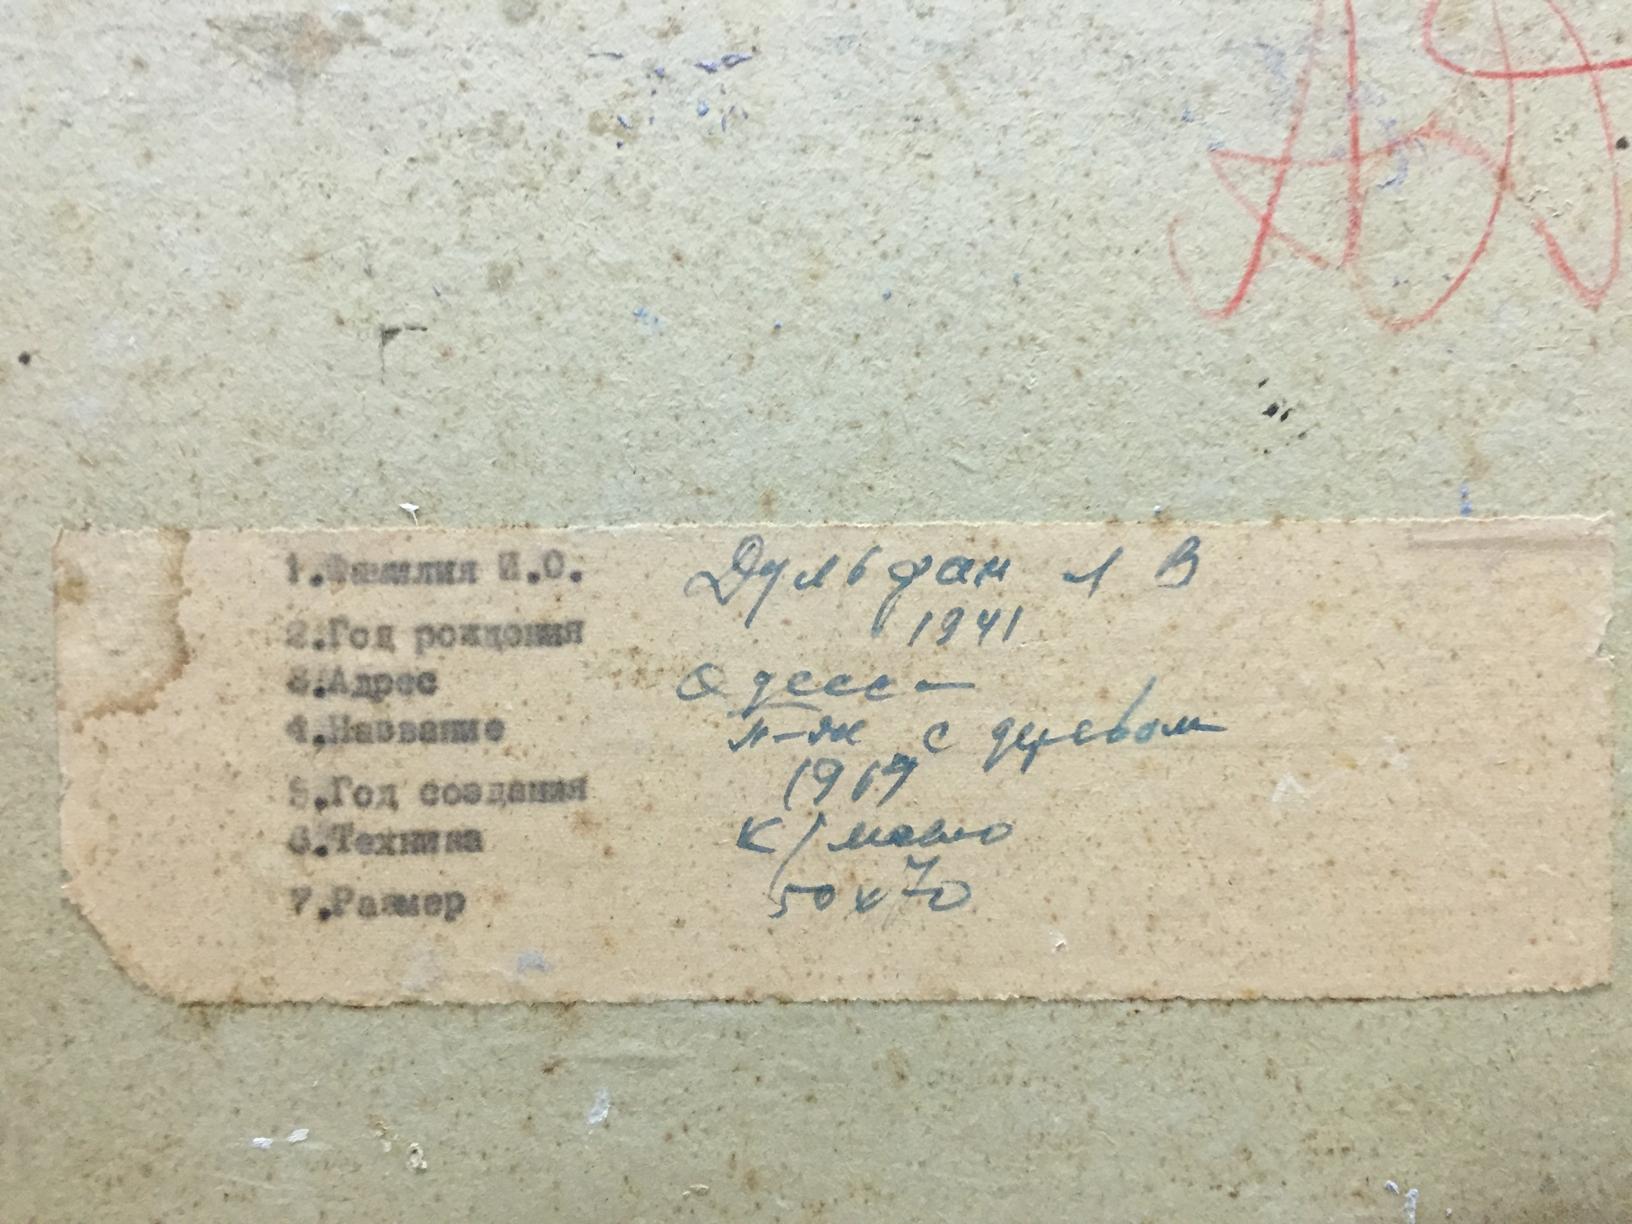 1.Фамилия И.О. Дульфан Л В
2.Год рождения 1941
3.Адрес Одесса
4.Название п-ж с деревом
5.Год создания 1969
6.Техника К/масло
7.Размер 50х70